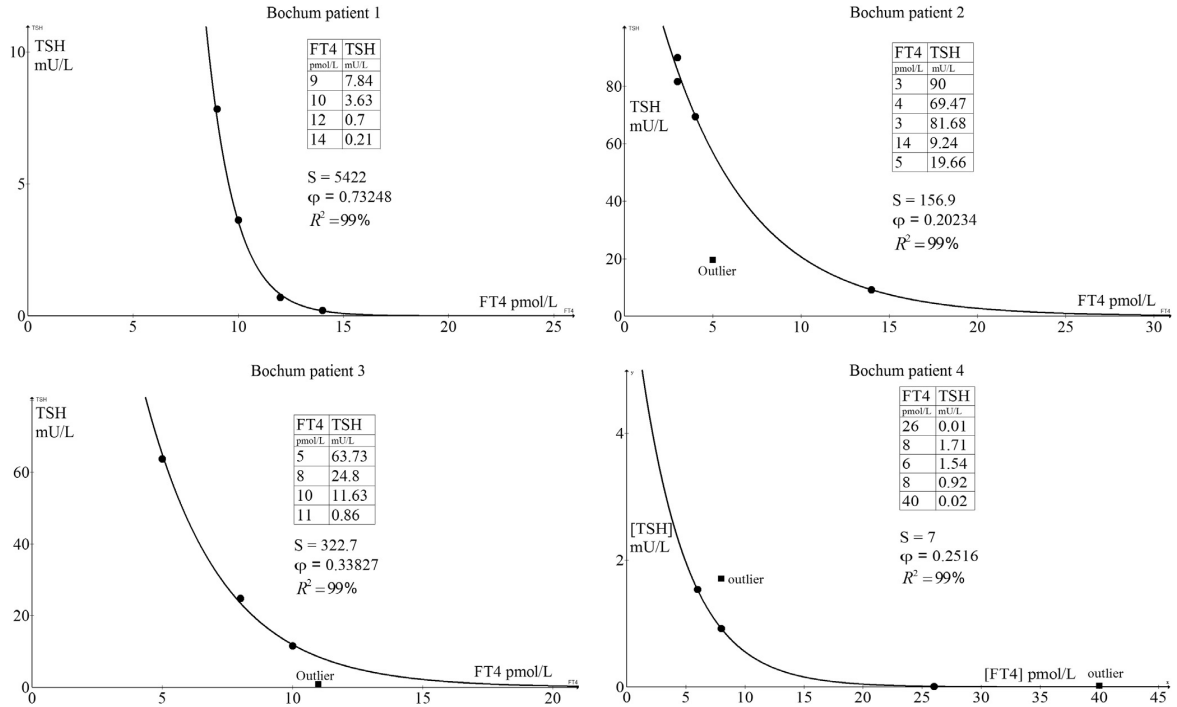 Bochum patient 1
TSH
TSH
mU/L
10
5
0
0 5 10 15 20 25
FT4 pmol/L
FT4
FT4 TSH
pmol/L mU/L
9 7.84
10 3.63
12 0.7
14 0.21
S = 5422
φ = 0.73248
R² =99%
Bochum patient 2
TSH
TSH
mU/L
80
60
40
20
0
0 5 10 15 20 25 30
FT4 pmol/L
FT4
Outlier
FT4 TSH
pmol/L mU/L
3 90
4 69.47
3 81.68
14 9.24
5 19.66
S = 156.9
φ = 0.20234
R² =99%
Bochum patient 3
TSH
TSH
mU/L
60
40
20
0
0 5 10 15 20
FT4 pmol/L
FT4
Outlier
FT4 TSH
pmol/L mU/L
5 63.73
8 24.8
10 11.63
11 0.86
S = 322.7
φ = 0.33827
R² =99%
Bochum patient 4
y
[TSH]
mU/L
4
2
0
0 5 10 15 20 25 30 35 40 45
[FT4] pmol/L
x
outlier
outlier
FT4 TSH
pmol/L mU/L
26 0.01
8 1.71
6 1.54
8 0.92
40 0.02
S = 7
φ = 0.2516
R² =99%